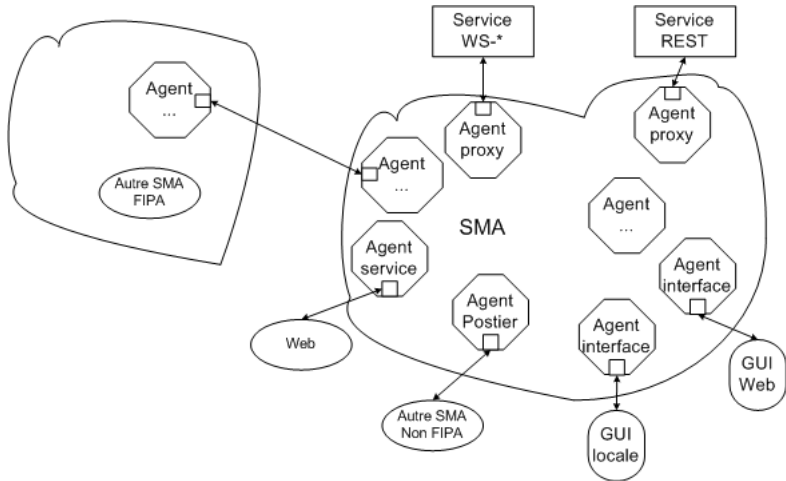 Service
WS-*
Service
REST
Agent
...
Agent
proxy
Agent
proxy
Agent
...
Autre SMA
FIPA
SMA
Agent
...
Agent
service
Agent
interface
Agent
Postier
Agent
interface
Web
GUI
Web
Autre SMA
Non FIPA
GUI
locale